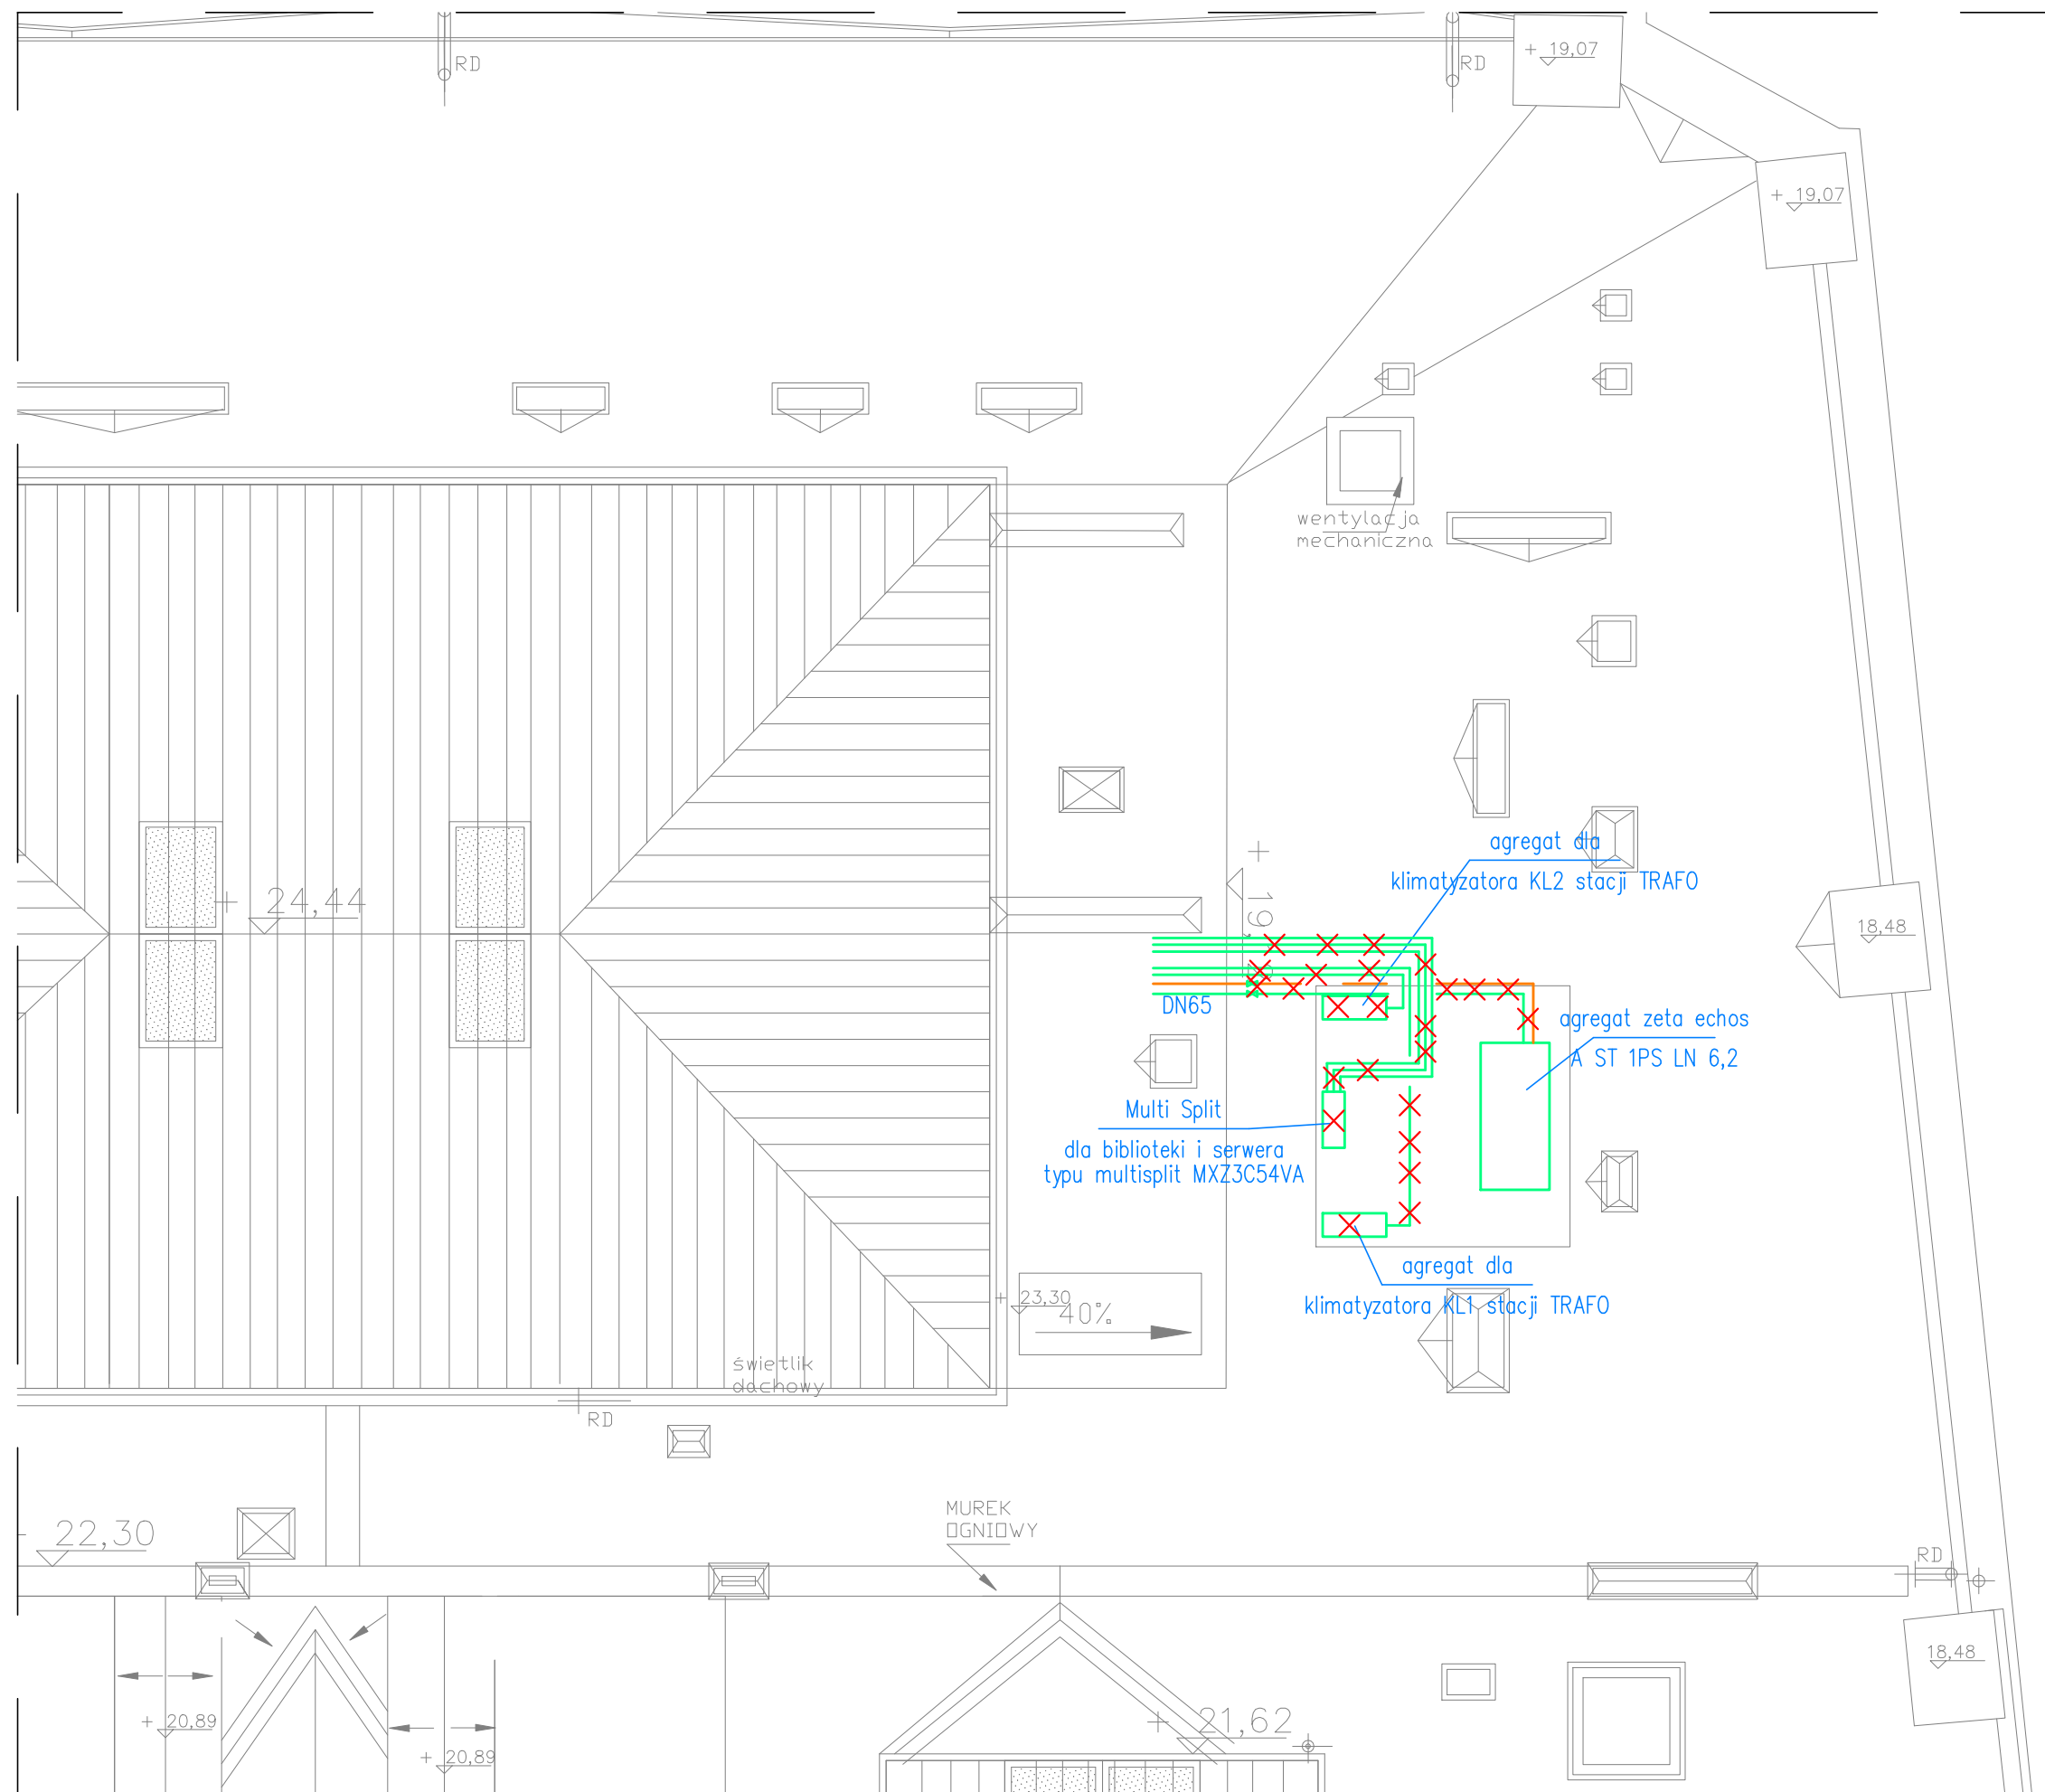 RD
RD
+ 19,07
+ 19,07
wentylacja
mechaniczna
agregat dla
klimatyzatora KL2 stacji TRAFO
+ 24,44
18,48
DN65
agregat zeta echos
A ST 1PS LN 6,2
Multi Split
dla biblioteki i serwera
typu multisplit MXZ3C54VA
agregat dla
klimatyzatora KL1 stacji TRAFO
+ 23,30
40%
świetlik
dachowy
RD
MUREK
OGNIOWY
22,30
RD
18,48
+ 20,89
+ 20,89
+ 21,62